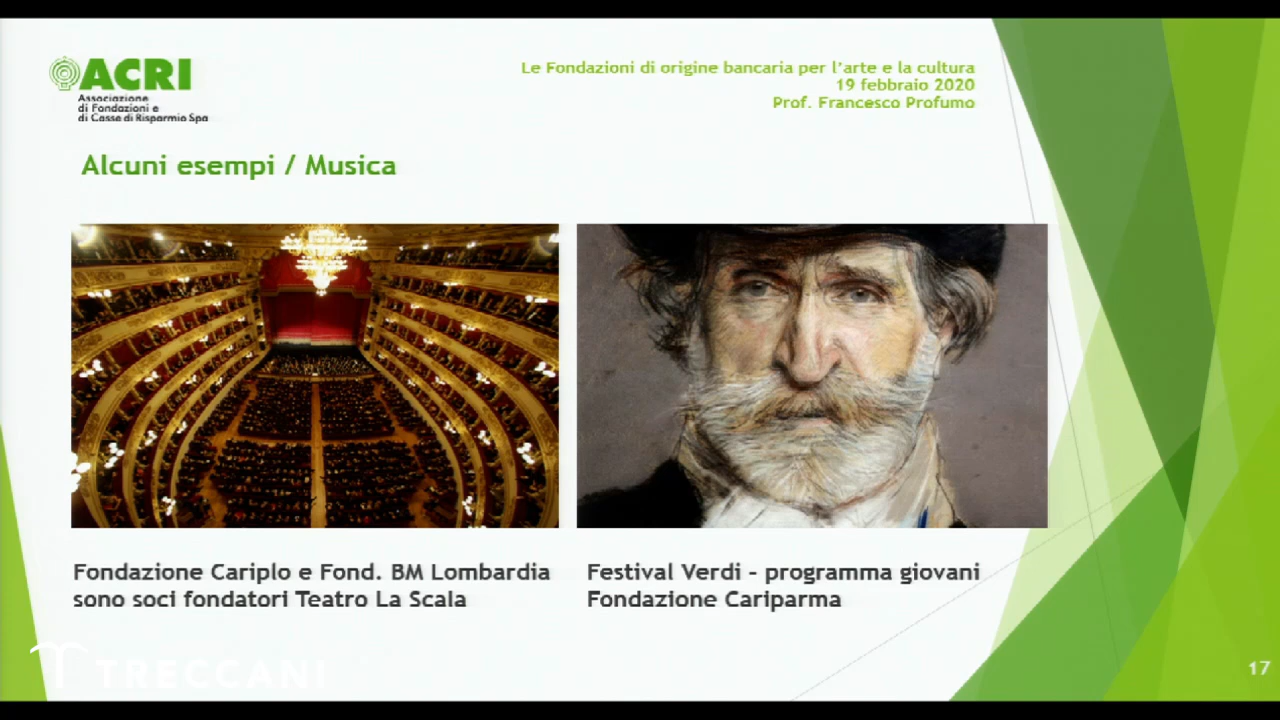 ACRI
Associazione
di Fondazioni e
di Casse di Risparmio Spa
Le Fondazioni di origine bancaria per l'arte e la cultura
19 febbraio 2020
Prof. Francesco Profumo
Alcuni esempi / Musica
Fondazione Cariplo e Fond. BM Lombardia
sono soci fondatori Teatro La Scala
Festival Verdi – programma giovani
Fondazione Cariparma
TRECCANI
17